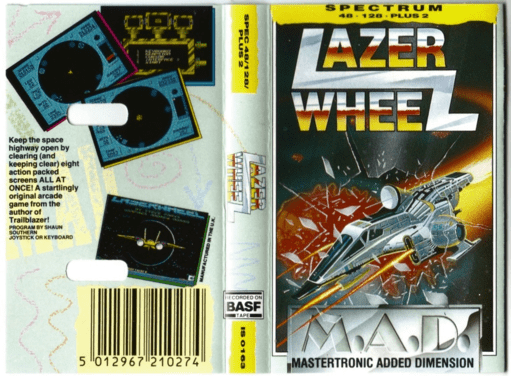 Keep the space
highway open by
clearing (and
keeping clear) eight
action packed
screens ALL AT
ONCE! A startlingly
original arcade
game from the
author of
Trailblazer!
PROGRAM BY SHAUN
SOUTHERN
JOYSTICK OR KEYBOARD
LAZERWHEEL
MANUFACTURED IN THE U.K.
5 012967 210274
SPEC 48/128/
PLUS 2
LAZER
WHEEL
RECORDED ON
BASF
TAPE
IS 0163
SPECTRUM
48 · 128 · PLUS 2
LAZER
WHEEL
M.A.D.
MASTERTRONIC ADDED DIMENSION